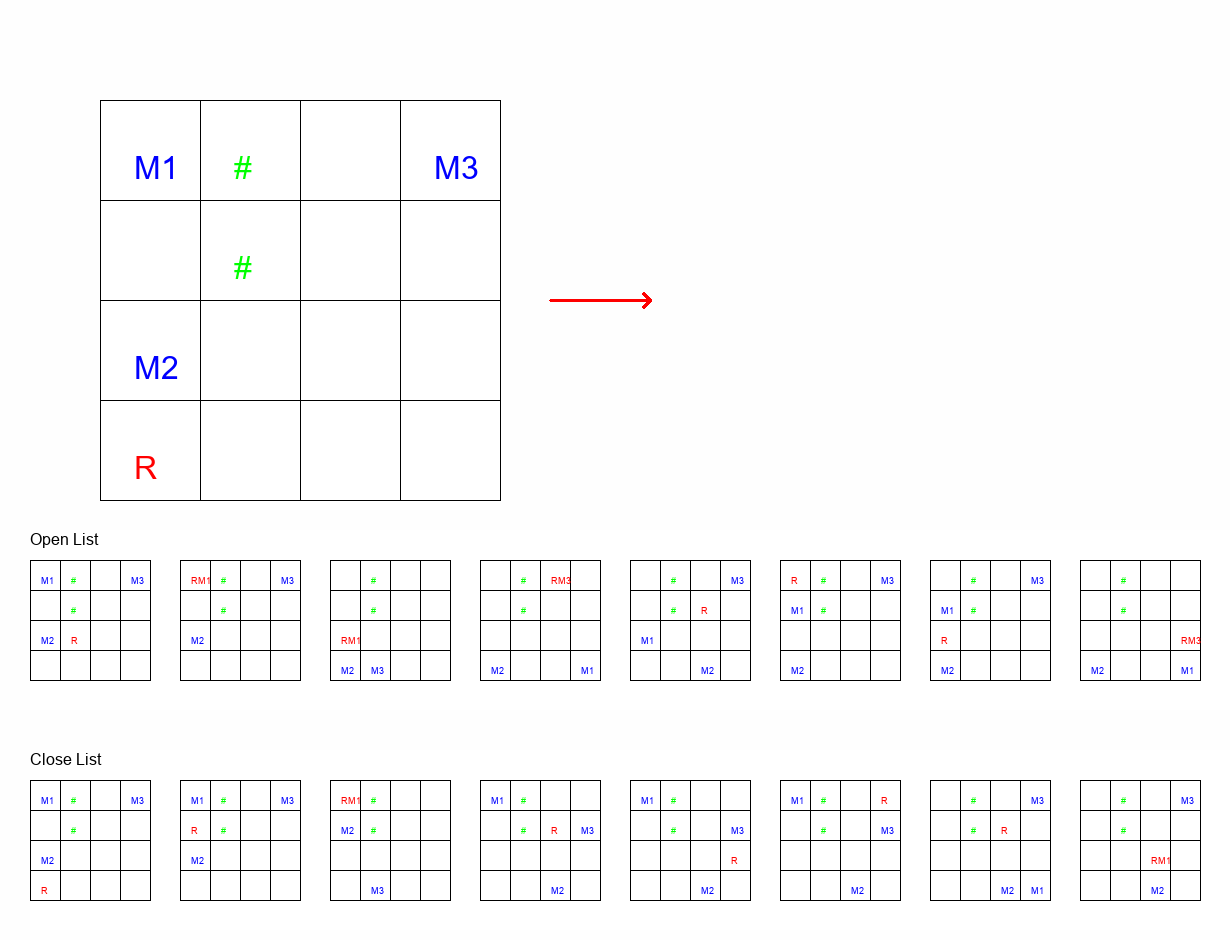 M1 # M3
#
M2
R
Open List
M1 # M3 RM1 # M3 # # RM3 # M3 R # M3 # M3 #
# # # # # R M1 # M1 # #
M2 R M2 RM1 M1 R RM3
M2 M3 M2 M1 M2 M2 M2 M2 M1
Close List
M1 # M3 M1 # M3 RM1 # M1 # M1 # M1 # R # M3 # M3
# R # M2 # # R M3 # M3 # M3 # R #
M2 M2 R RM1
R M3 M2 M2 M2 M2 M1 M2